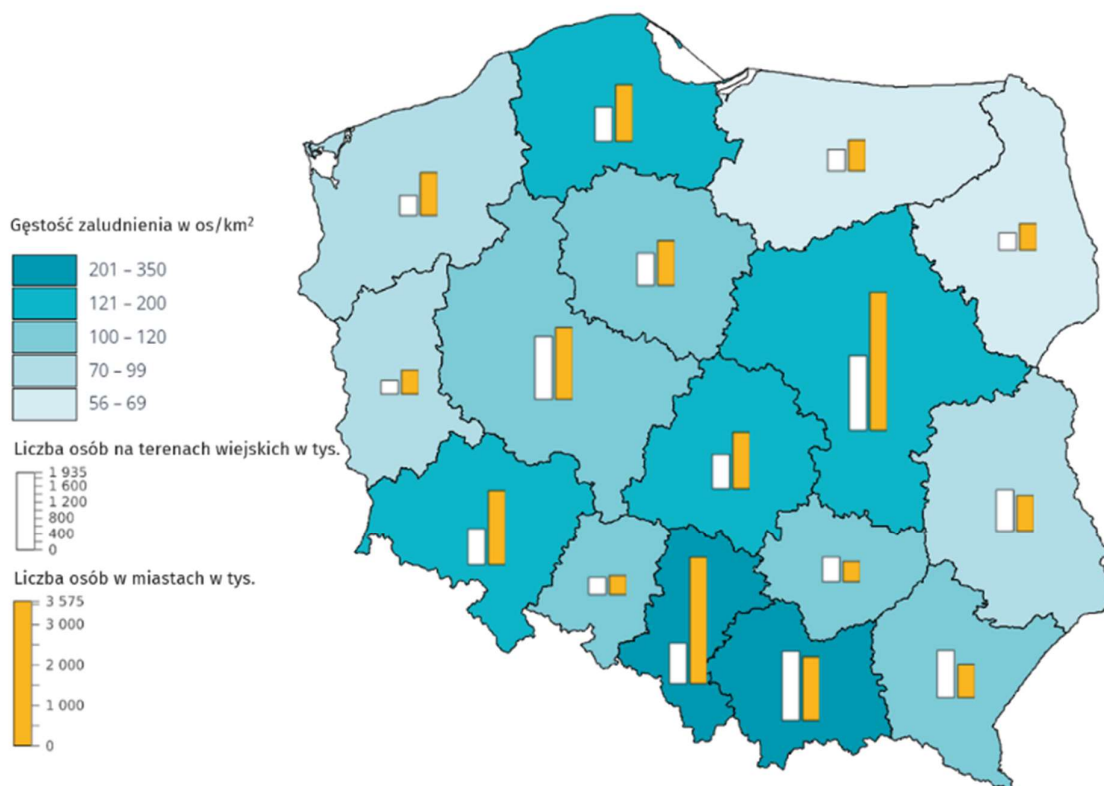 Gęstość zaludnienia w os/km²
201 – 350
121 – 200
100 – 120
70 – 99
56 – 69
Liczba osób na terenach wiejskich w tys.
1 935
1 600
1 200
800
400
0
Liczba osób w miastach w tys.
3 575
3 000
2 000
1 000
0